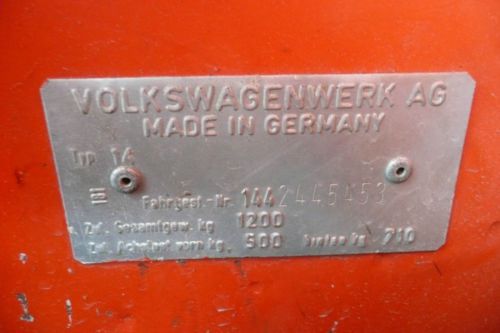 VOLKSWAGENWERK AG
MADE IN GERMANY
Typ 14
Fahrgest.-Nr. 1442445453
Zul. Gesamtgew. kg 1200
Zul. Achslast vorn kg. 500 hinten kg 710